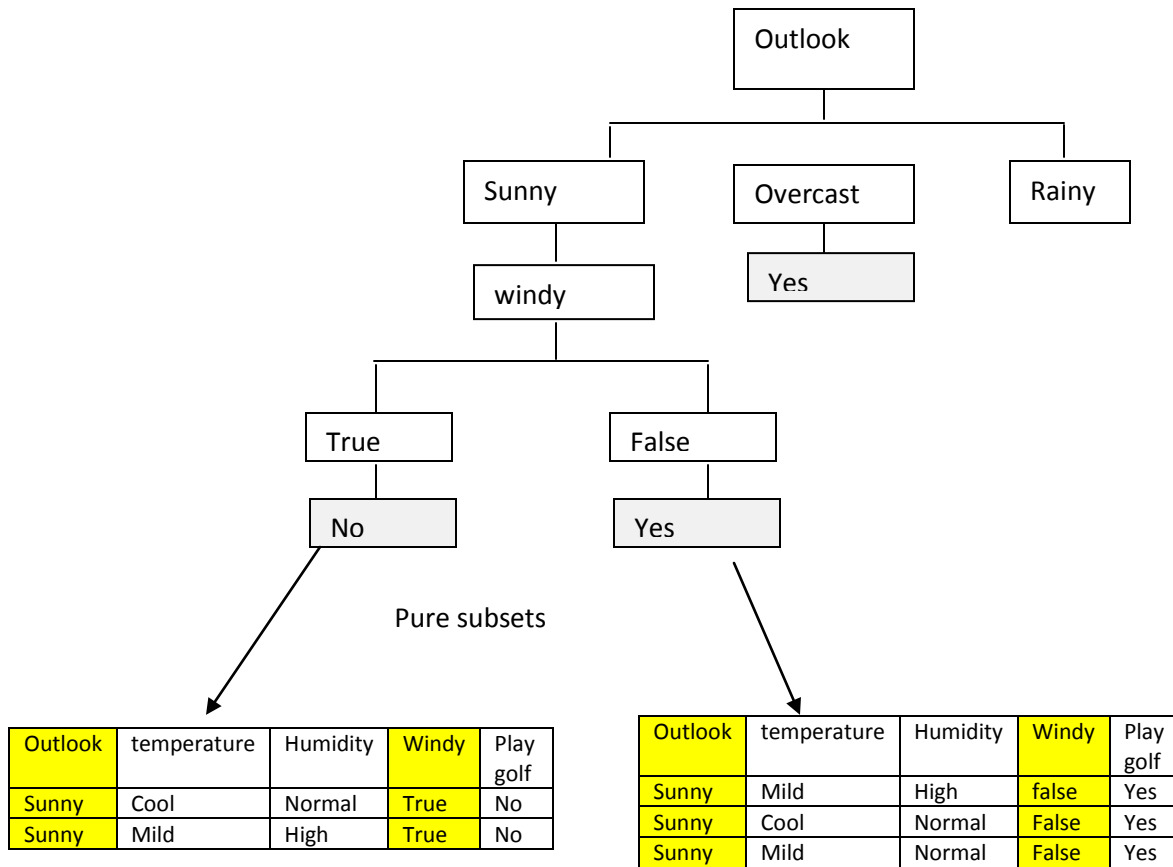 Outlook
Sunny Overcast Rainy
windy Yes
True False
No Yes
Pure subsets
Outlook temperature Humidity Windy Play golf
Sunny Cool Normal True No
Sunny Mild High True No
Outlook temperature Humidity Windy Play golf
Sunny Mild High false Yes
Sunny Cool Normal False Yes
Sunny Mild Normal False Yes